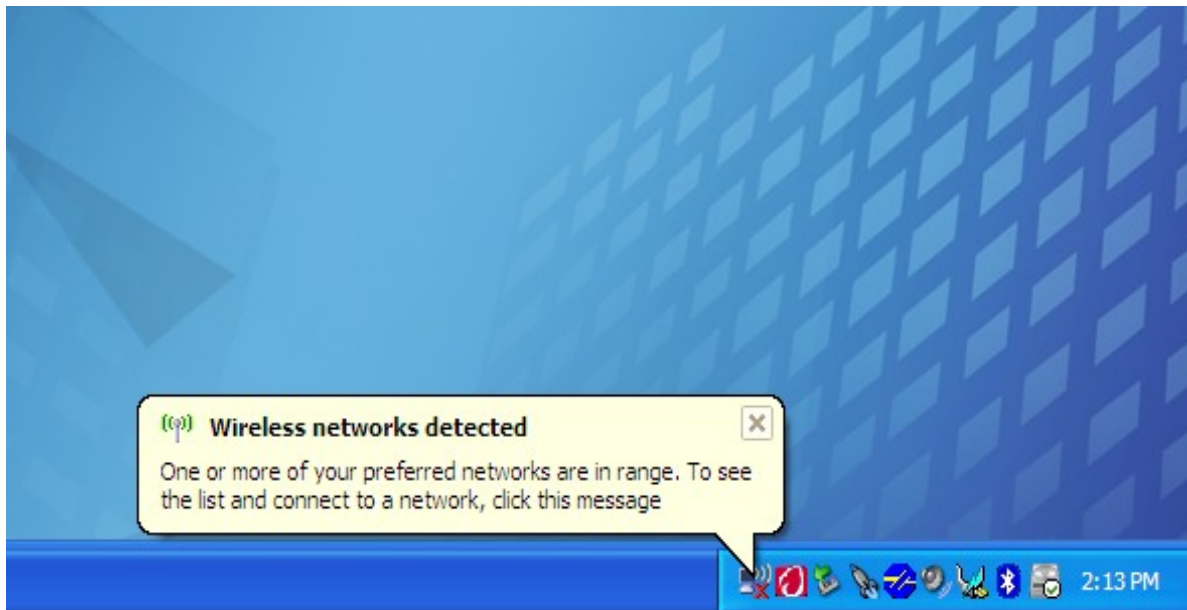 Wireless networks detected
One or more of your preferred networks are in range. To see
the list and connect to a network, click this message
2:13 PM